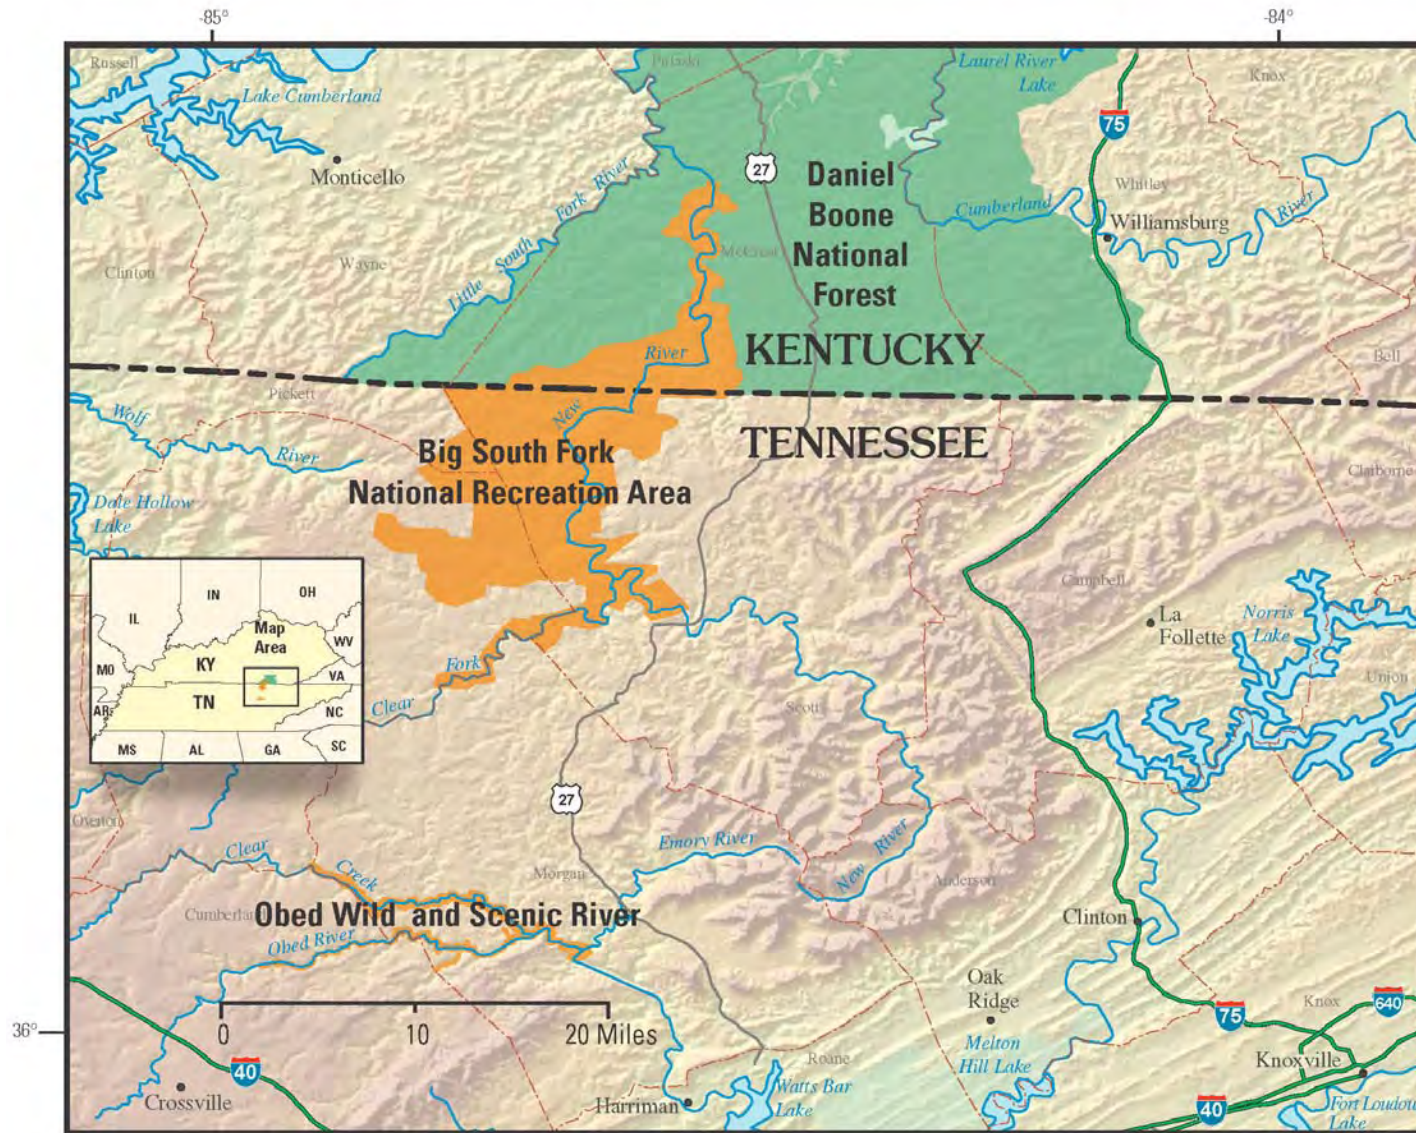 -85°
-84°
Russell
Pulaski
Laurel River
Lake
Knox
Lake Cumberland
75
Monticello
27
Daniel
Boone
National
Forest
Whitley
Cumberland
River
Williamsburg
Little South Fork River
Clinton
Wayne
McCreary
River
KENTUCKY
Bell
Pickett
New
Wolf
River
TENNESSEE
Big South Fork
National Recreation Area
Claiborne
Dale Hollow
Lake
Campbell
IN
OH
IL
Map
Area
WV
MO
KY
VA
TN
AR
NC
MS
AL
GA
SC
La
Follette
Norris
Lake
Union
Fork
Clear
Scott
27
Overton
Clear
Creek
Emory River
New River
Morgan
Anderson
Cumberland
Obed Wild and Scenic River
Obed River
Clinton
Oak
Ridge
36°
0
10
20 Miles
75
Knox
640
40
Melton
Hill Lake
Roane
Knoxville
Crossville
Harriman
Watts Bar
Lake
40
Fort Loudou
Lake